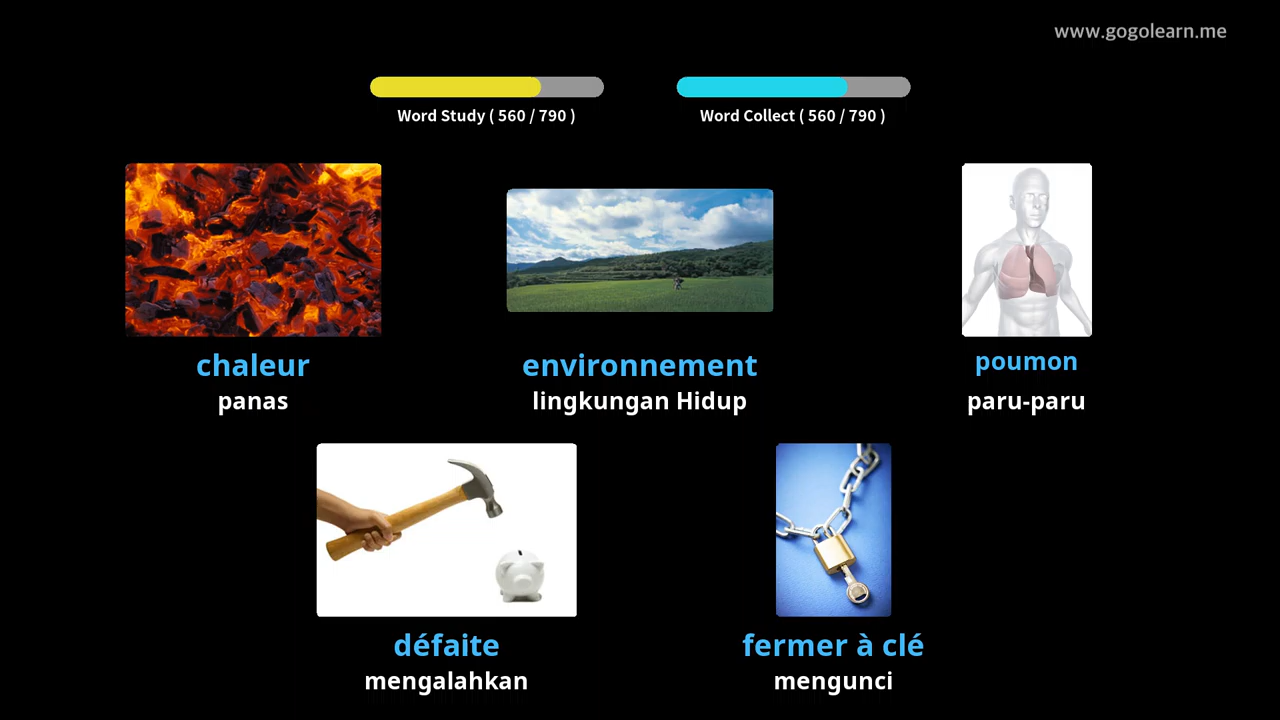 www.gogolearn.me
Word Study ( 560 / 790 )
Word Collect ( 560 / 790 )
chaleur
panas
environnement
lingkungan Hidup
poumon
paru-paru
défaite
mengalahkan
fermer à clé
mengunci